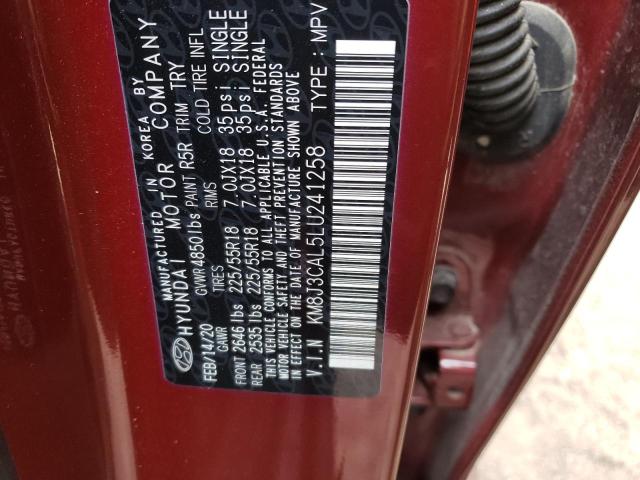 MANUFACTURED BY
HYUNDAI MOTOR COMPANY KOREA
FEB/14/20 GVWR 4850lbs PAINT R5R TRIM TRY
GAWR TIRES RIMS COLD TIRE INFL
FRONT 2646 lbs 225/55R18 7.0JX18 35psi SINGLE
REAR 2535 lbs 225/55R18 7.0JX18 35psi SINGLE
THIS VEHICLE CONFORMS TO ALL APPLICABLE U.S.A. FEDERAL
MOTOR VEHICLE SAFETY AND THEFT PREVENTION STANDARDS
IN EFFECT ON THE DATE OF MANUFACTURE SHOWN ABOVE
V.I.N KM8J3CAL5LU241258 TYPE : MPV